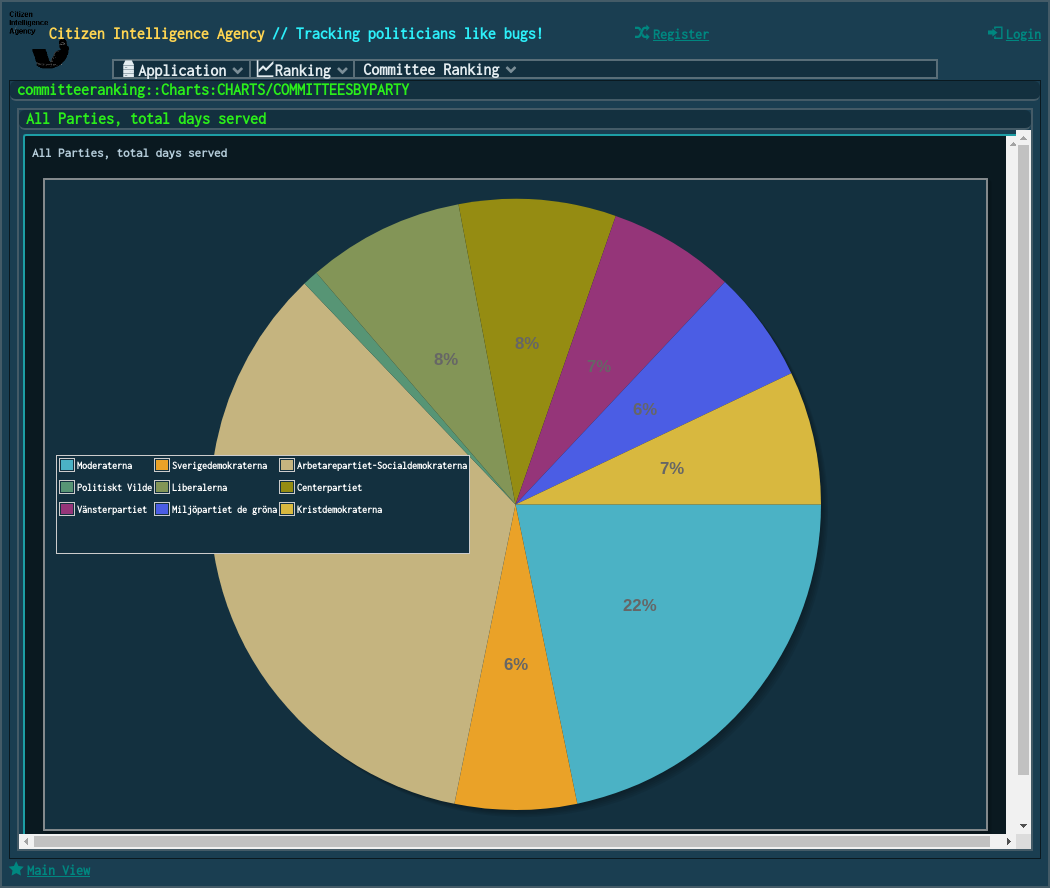 Citizen
Intelligence
Agency
Citizen Intelligence Agency // Tracking politicians like bugs!
Register
Login
Application
Ranking
Committee Ranking
committeeranking::Charts:CHARTS/COMMITTEESBYPARTY
All Parties, total days served
All Parties, total days served
8%
8%
7%
6%
7%
22%
6%
Moderaterna
Sverigedemokraterna
Arbetarepartiet-Socialdemokraterna
Politiskt Vilde
Liberalerna
Centerpartiet
Vänsterpartiet
Miljöpartiet de gröna
Kristdemokraterna
Main View